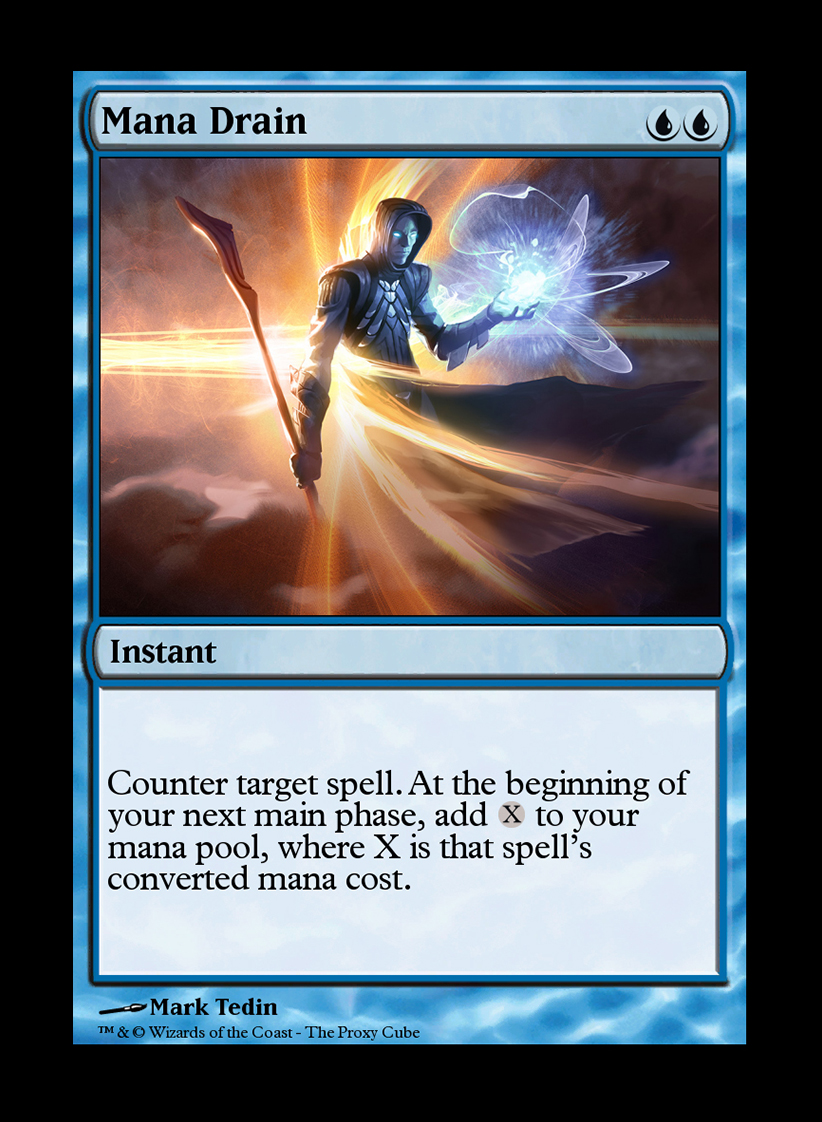 Mana Drain
Instant
Counter target spell. At the beginning of
your next main phase, add X to your
mana pool, where X is that spell's
converted mana cost.
Mark Tedin
™ & © Wizards of the Coast - The Proxy Cube